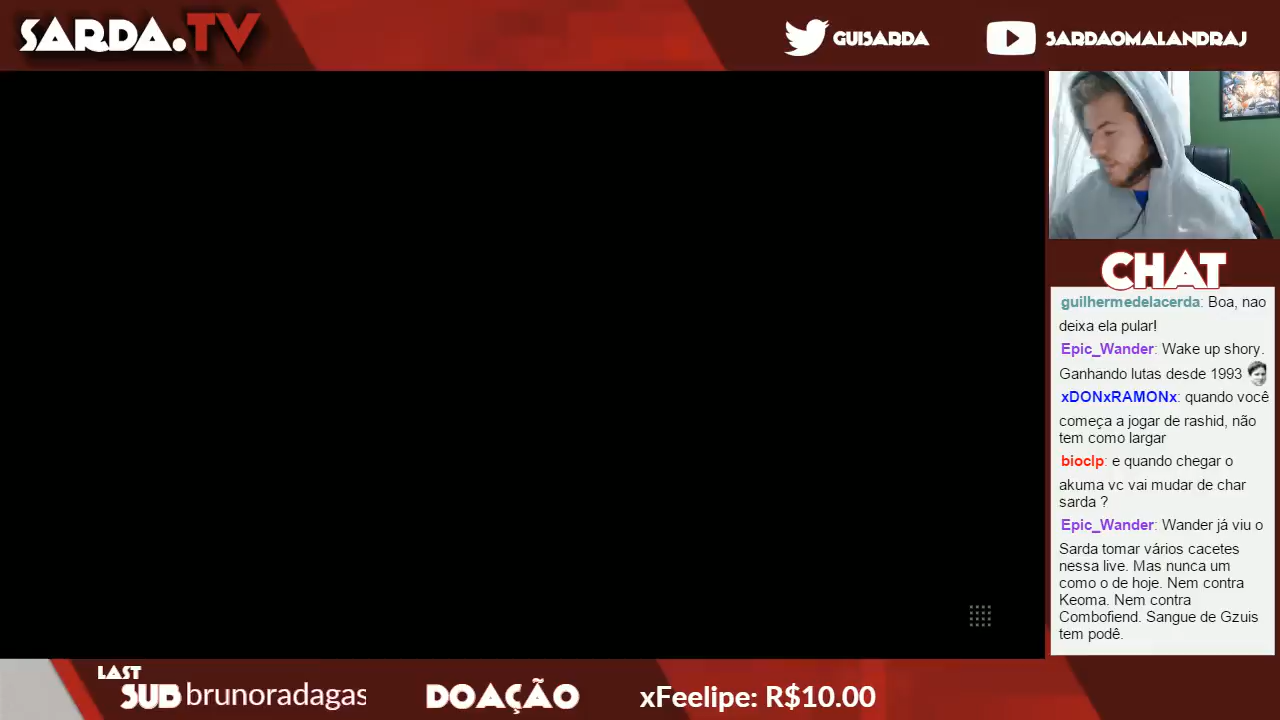 SARDA.TV
GUISARDA
SARDAOMALANDRAJ
CHAT
guilhermedelacerda: Boa, nao
deixa ela pular!
Epic_Wander: Wake up shory.
Ganhando lutas desde 1993
xDONxRAMONx: quando você
começa a jogar de rashid, não
tem como largar
bioclp: e quando chegar o
akuma vc vai mudar de char
sarda ?
Epic_Wander: Wander já viu o
Sarda tomar vários cacetes
nessa live. Mas nunca um
como o de hoje. Nem contra
Keoma. Nem contra
Combofiend. Sangue de Gzuis
tem podê.
LAST
SUB brunoradagas
DOAÇÃO
xFeelipe: R$10.00